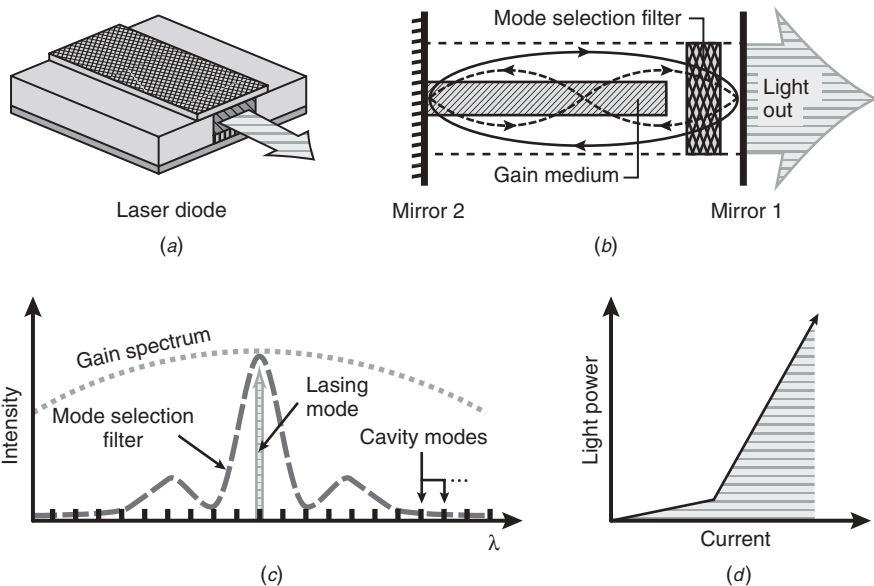 Laser diode
(a)
Mode selection filter
Light
out
Gain medium
Mirror 2
Mirror 1
(b)
Intensity
Gain spectrum
Mode selection
filter
Lasing
mode
Cavity modes
...
λ
(c)
Light power
Current
(d)